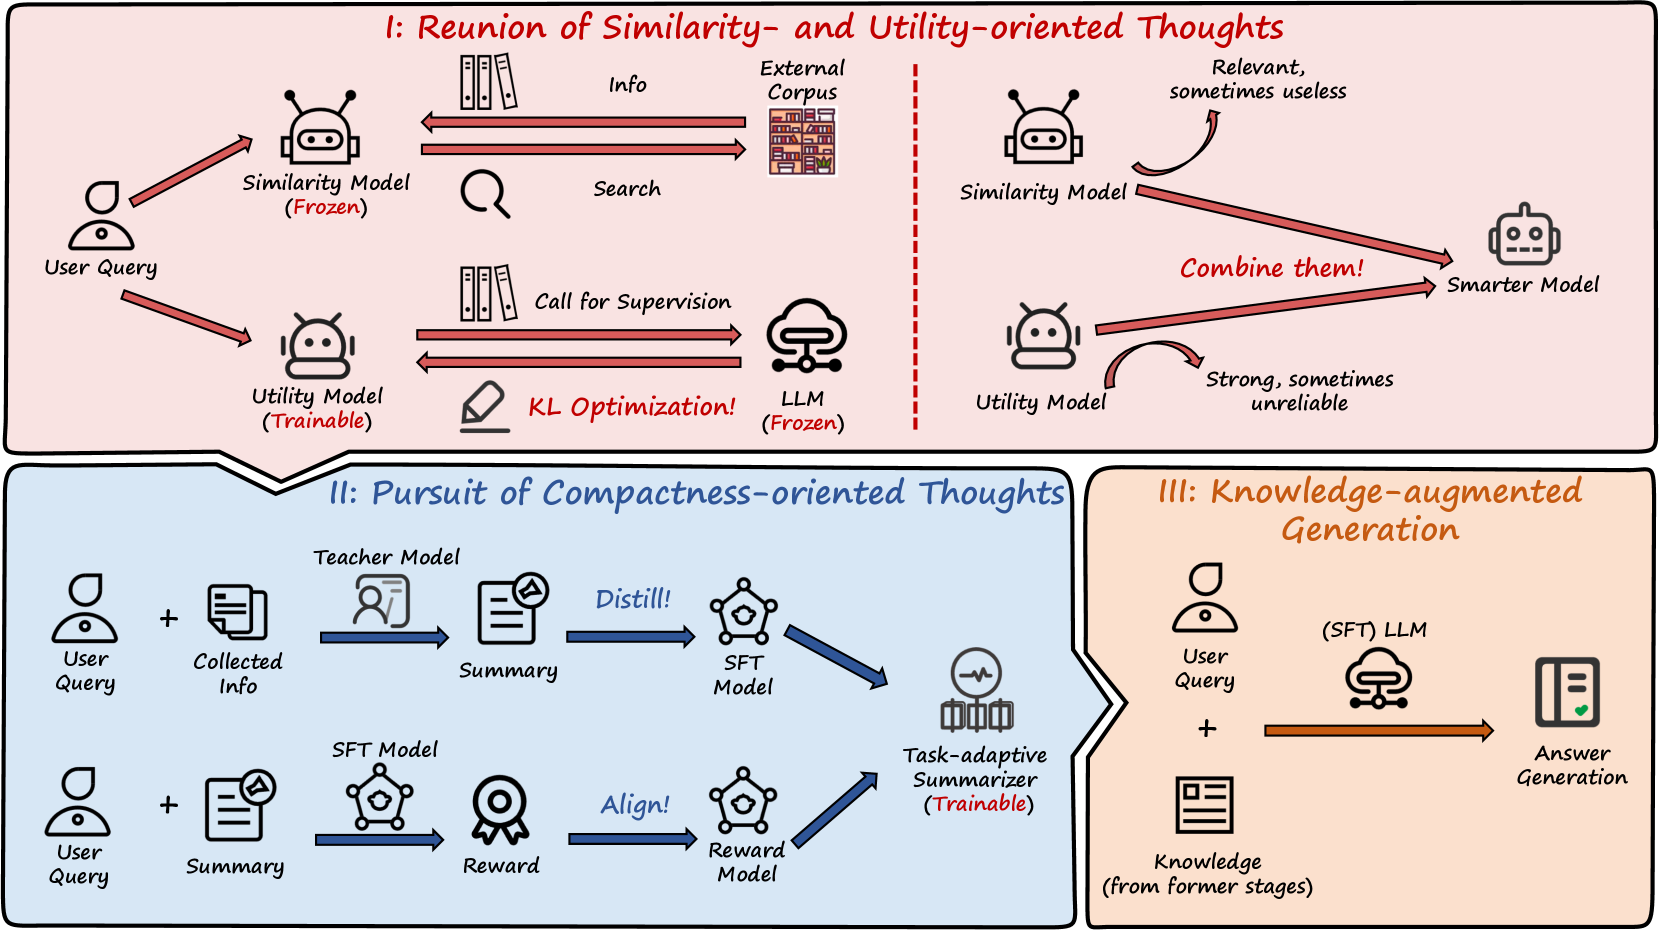 I: Reunion of Similarity- and Utility-oriented Thoughts
Info
External
Corpus
Similarity Model
(Frozen)
Search
User Query
Call for Supervision
Utility Model
(Trainable)
KL Optimization!
LLM
(Frozen)
Relevant,
sometimes useless
Similarity Model
Combine them!
Smarter Model
Utility Model
Strong, sometimes
unreliable
II: Pursuit of Compactness-oriented Thoughts
User
Query
+
Collected
Info
Teacher Model
Summary
Distill!
SFT
Model
User
Query
+
Summary
SFT Model
Reward
Align!
Reward
Model
Task-adaptive
Summarizer
(Trainable)
III: Knowledge-augmented
Generation
User
Query
+
Knowledge
(from former stages)
(SFT) LLM
Answer
Generation